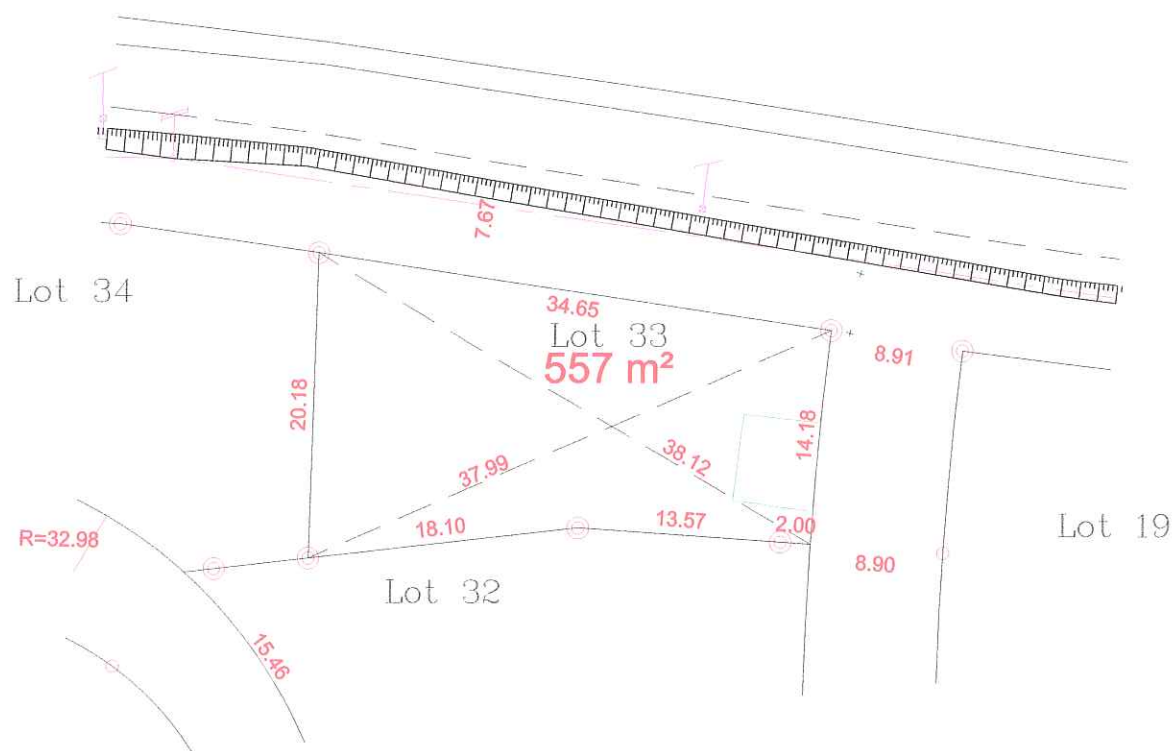 7.67
Lot 34
34.65
Lot 33
557 m²
8.91
20.18
14.18
37.99
38.12
18.10
13.57
2.00
R=32.98
Lot 19
8.90
Lot 32
15.46